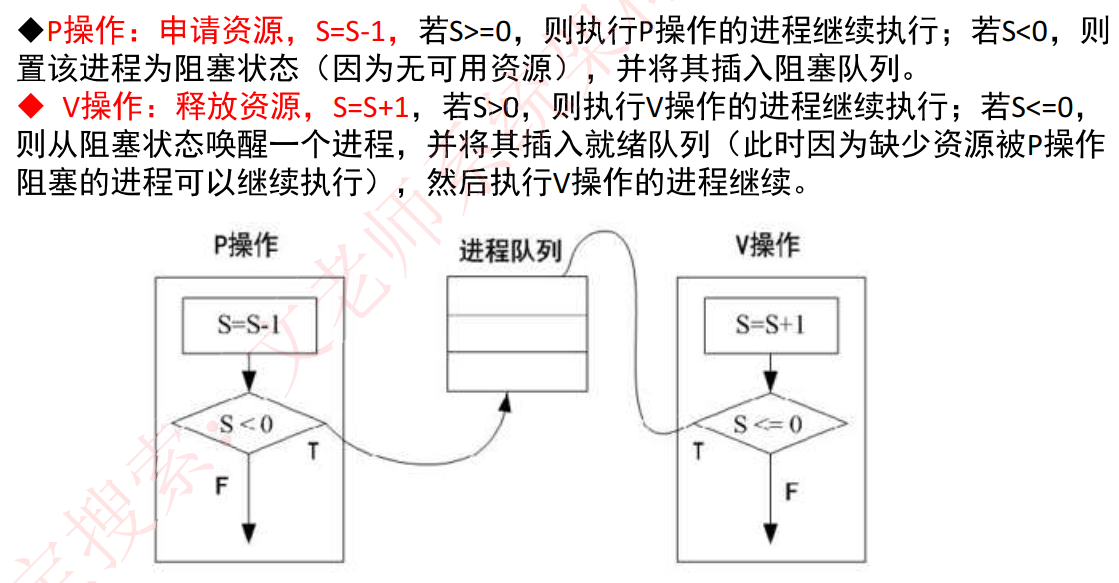 ◆P操作：申请资源，S=S-1，若S>=0，则执行P操作的进程继续执行；若S<0，则
置该进程为阻塞状态（因为无可用资源），并将其插入阻塞队列。
◆ V操作：释放资源，S=S+1，若S>0，则执行V操作的进程继续执行；若S<=0，
则从阻塞状态唤醒一个进程，并将其插入就绪队列（此时因为缺少资源被P操作
阻塞的进程可以继续执行），然后执行V操作的进程继续。
P操作
进程队列
V操作
S=S-1
S=S+1
S < 0
S <= 0
T
T
F
F
搜索：文老师